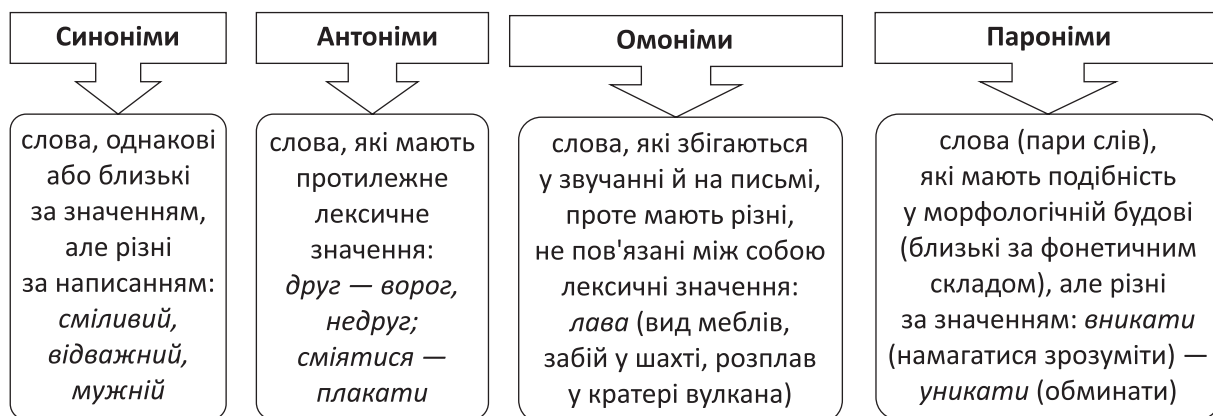 Синоніми
слова, однакові
або близькі
за значенням,
але різні
за написанням:
сміливий,
відважний,
мужній
Антоніми
слова, які мають
протилежне
лексичне
значення:
друг — ворог,
недруг;
сміятися —
плакати
Омоніми
слова, які збігаються
у звучанні й на письмі,
проте мають різні,
не пов'язані між собою
лексичні значення:
лава (вид меблів,
забій у шахті, розплав
у кратері вулкана)
Пароніми
слова (пари слів),
які мають подібність
у морфологічній будові
(близькі за фонетичним
складом), але різні
за значенням: вникати
(намагатися зрозуміти) —
уникати (обминати)